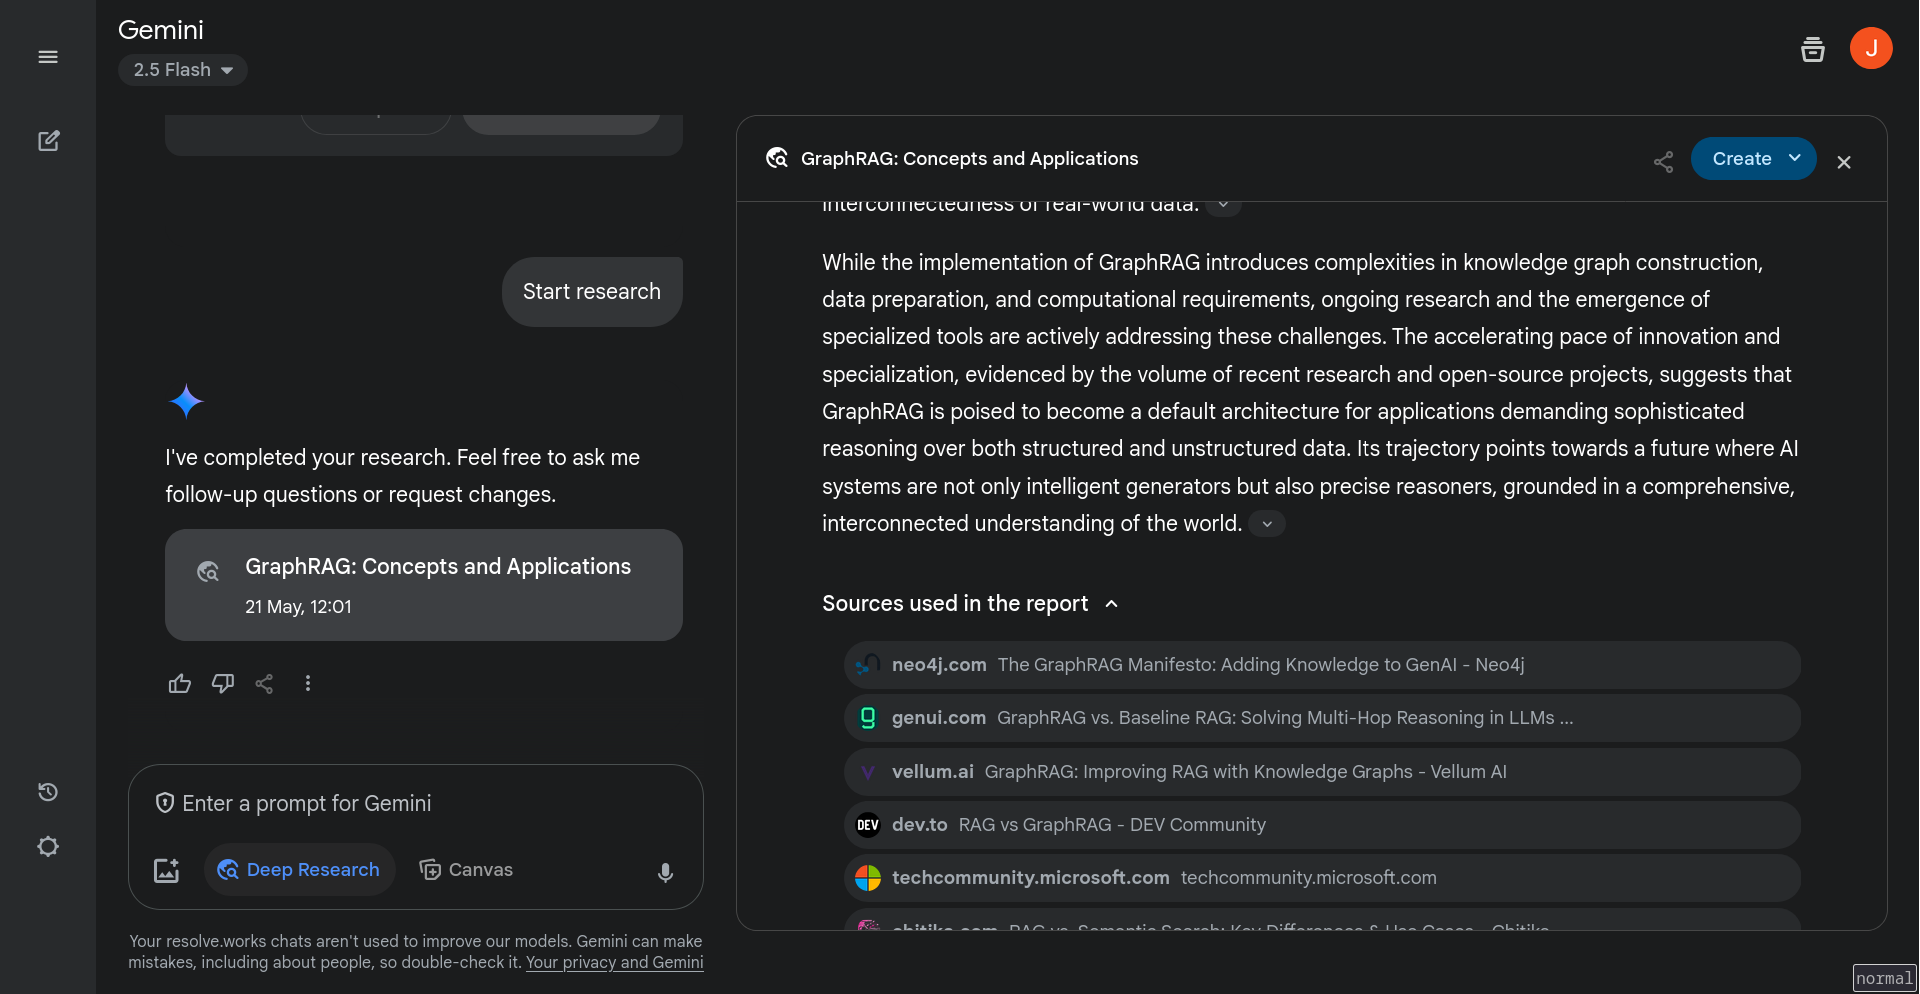 Gemini
2.5 Flash
J
Start research
I've completed your research. Feel free to ask me
follow-up questions or request changes.
GraphRAG: Concepts and Applications
21 May, 12:01
Enter a prompt for Gemini
Deep Research
Canvas
Your resolve.works chats aren't used to improve our models. Gemini can make
mistakes, including about people, so double-check it. Your privacy and Gemini
GraphRAG: Concepts and Applications
Create
interconnectedness of real-world data.
While the implementation of GraphRAG introduces complexities in knowledge graph construction,
data preparation, and computational requirements, ongoing research and the emergence of
specialized tools are actively addressing these challenges. The accelerating pace of innovation and
specialization, evidenced by the volume of recent research and open-source projects, suggests that
GraphRAG is poised to become a default architecture for applications demanding sophisticated
reasoning over both structured and unstructured data. Its trajectory points towards a future where AI
systems are not only intelligent generators but also precise reasoners, grounded in a comprehensive,
interconnected understanding of the world.
Sources used in the report
neo4j.com The GraphRAG Manifesto: Adding Knowledge to GenAI - Neo4j
genui.com GraphRAG vs. Baseline RAG: Solving Multi-Hop Reasoning in LLMs ...
vellum.ai GraphRAG: Improving RAG with Knowledge Graphs - Vellum AI
DEV dev.to RAG vs GraphRAG - DEV Community
techcommunity.microsoft.com techcommunity.microsoft.com
chitika.com RAG vs. Semantic Search: Key Differences & Use Cases - Chitika
normal